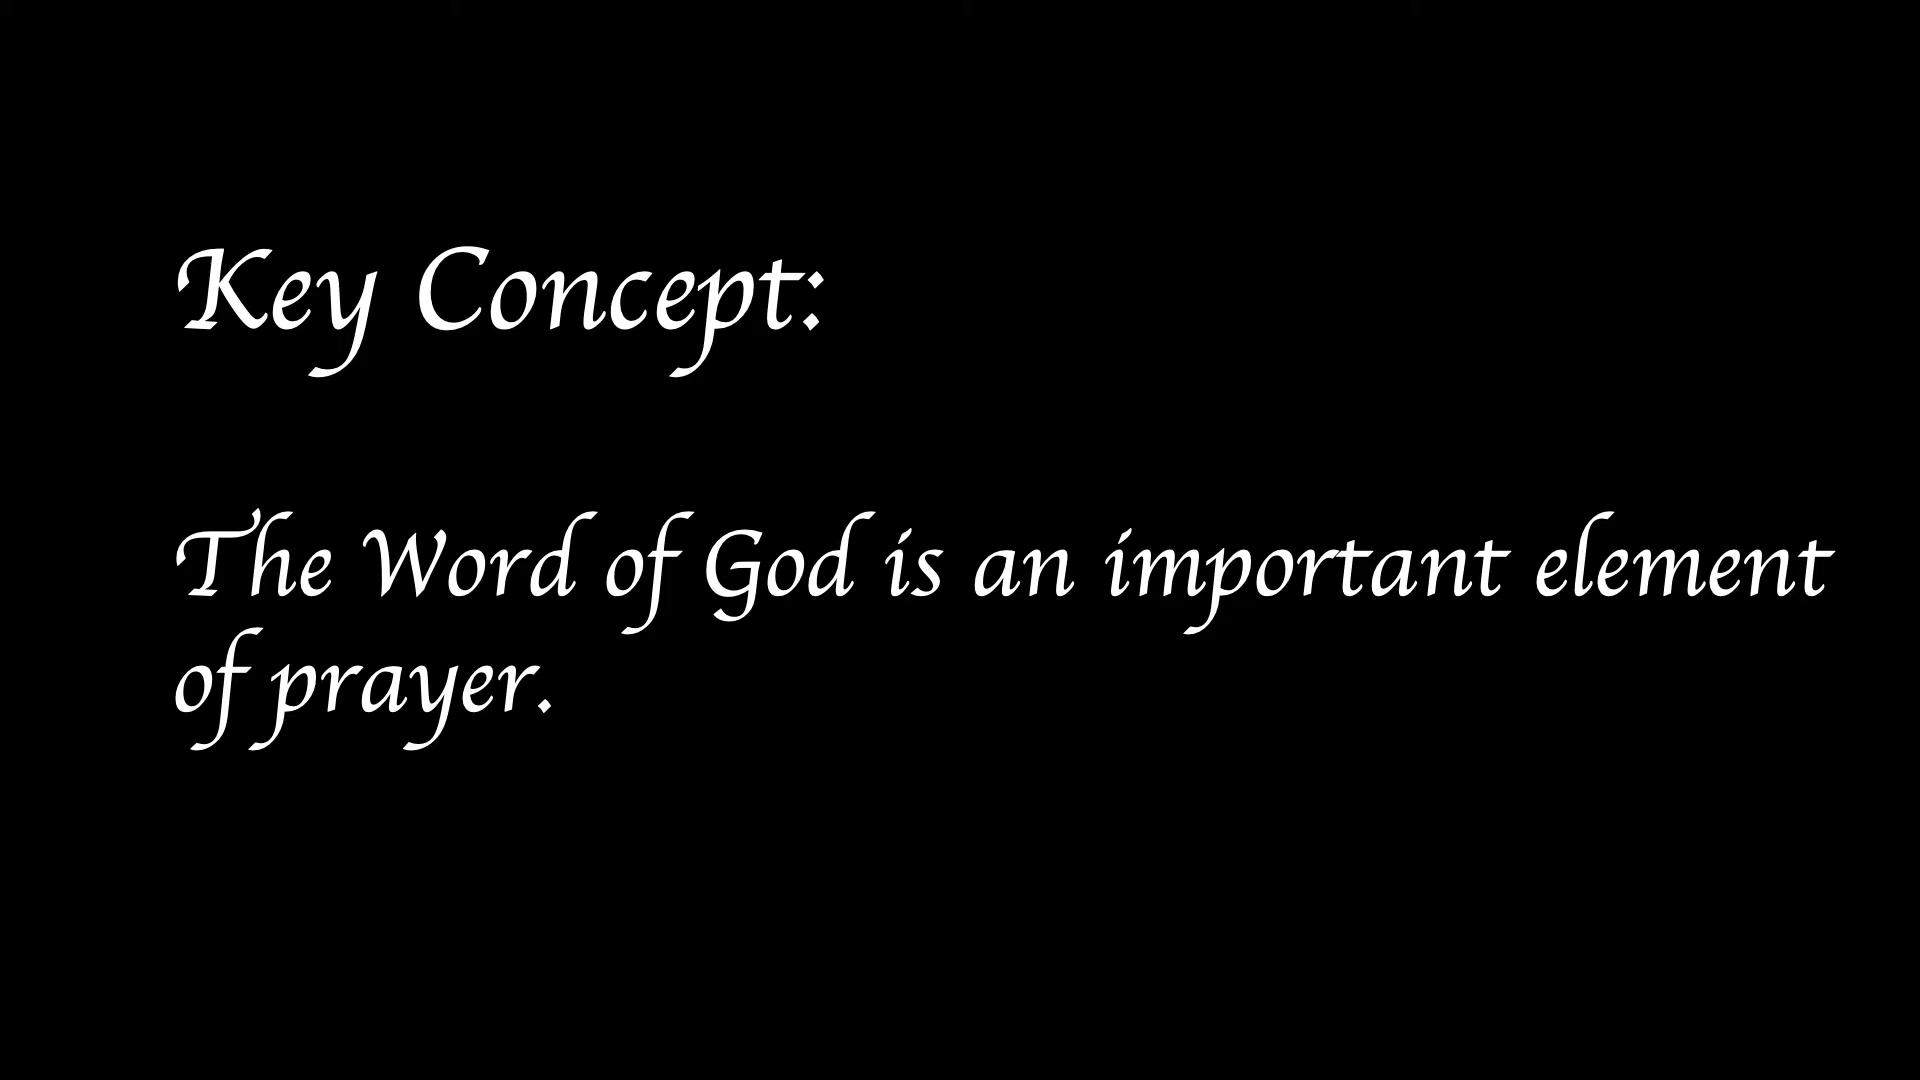 Key Concept:
The Word of God is an important element
of prayer.